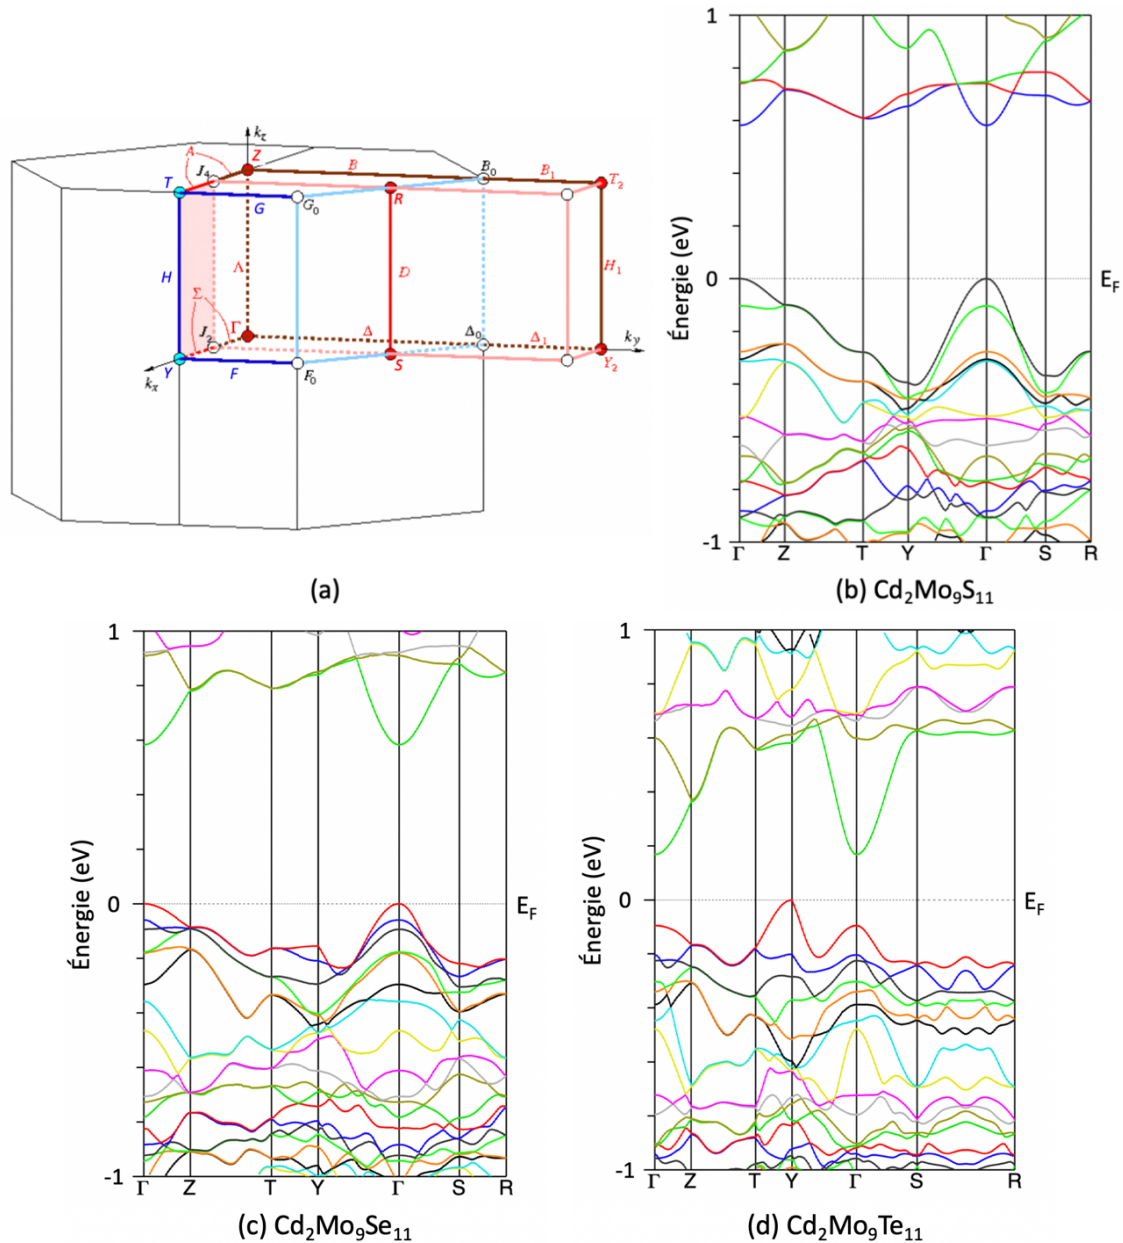 k_z
A
J_4
Z
B
B_0
B_1
T
T_2
G
G_0
R
H
Λ
D
H_1
Σ
J_2
Γ
Δ
Δ_0
Δ_1
k_y
k_x
Y
F
F_0
S
Y_2
(a)
1
Énergie (eV)
0
E_F
-1
Γ Z T Y Γ S R
(b) Cd₂Mo₉S₁₁
1
Énergie (eV)
0
E_F
-1
Γ Z T Y Γ S R
(c) Cd₂Mo₉Se₁₁
1
Énergie (eV)
0
E_F
-1
Γ Z T Y Γ S R
(d) Cd₂Mo₉Te₁₁